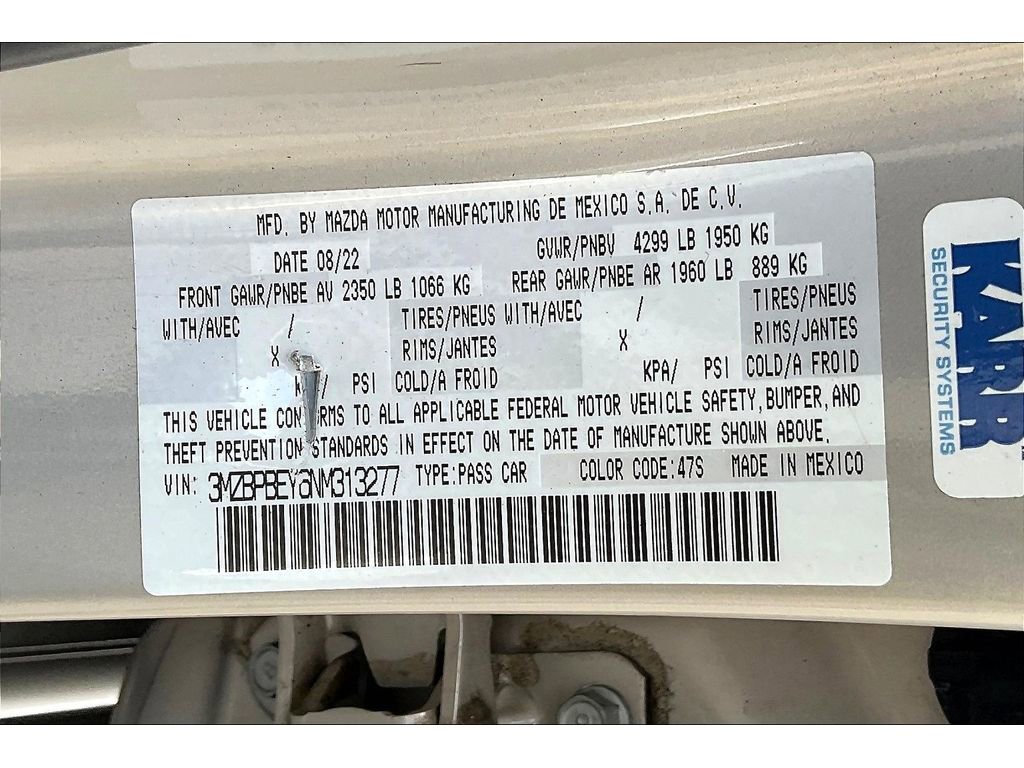 MFD. BY MAZDA MOTOR MANUFACTURING DE MEXICO S.A. DE C.V.
DATE 08/22 GVWR/PNBV 4299 LB 1950 KG
FRONT GAWR/PNBE AV 2350 LB 1066 KG REAR GAWR/PNBE AR 1960 LB 889 KG
WITH/AVEC / TIRES/PNEUS WITH/AVEC / TIRES/PNEUS
X RIMS/JANTES X RIMS/JANTES
/ PSI COLD/A FROID KPA/ PSI COLD/A FROID
THIS VEHICLE CONFORMS TO ALL APPLICABLE FEDERAL MOTOR VEHICLE SAFETY, BUMPER, AND
THEFT PREVENTION STANDARDS IN EFFECT ON THE DATE OF MANUFACTURE SHOWN ABOVE.
VIN: 3MZBPBEY6NM313277 TYPE:PASS CAR COLOR CODE:47S MADE IN MEXICO
KARR
SECURITY SYSTEMS